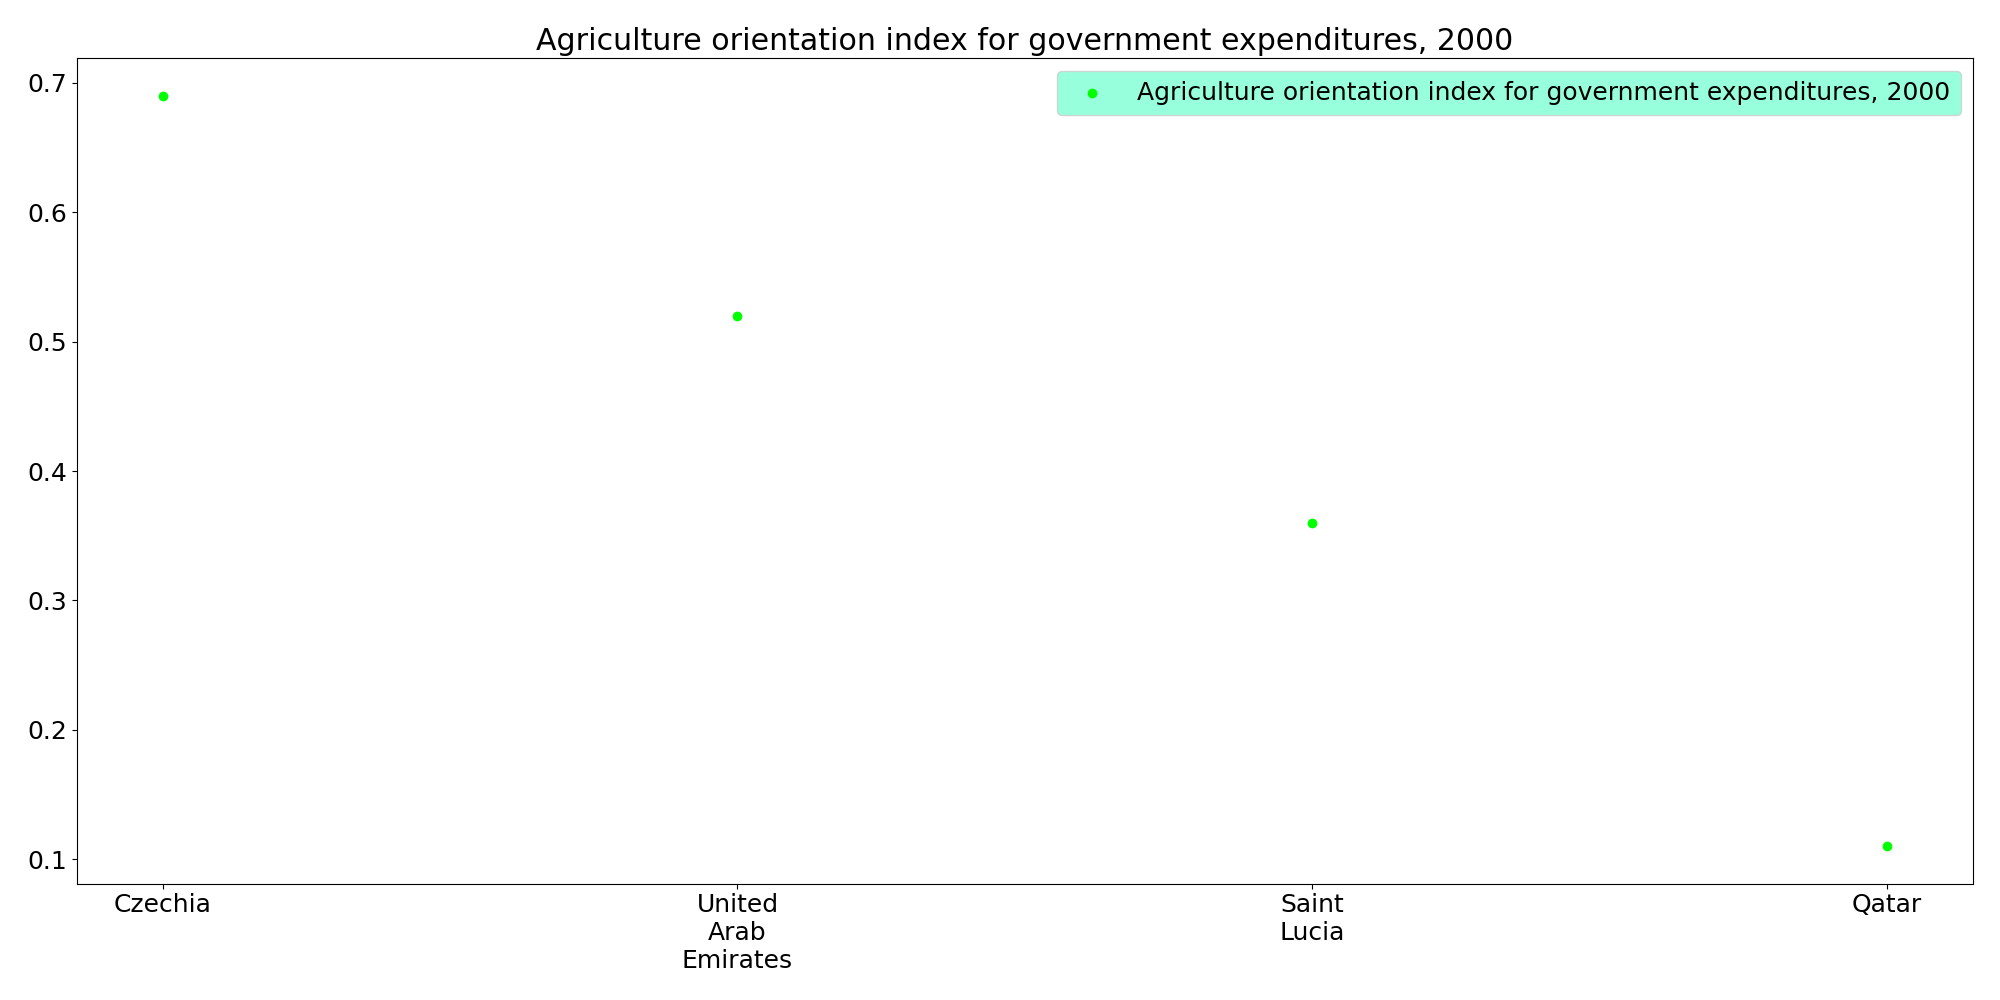 Agriculture orientation index for government expenditures, 2000
Agriculture orientation index for government expenditures, 2000
0.7
0.6
0.5
0.4
0.3
0.2
0.1
Czechia
United
Arab
Emirates
Saint
Lucia
Qatar